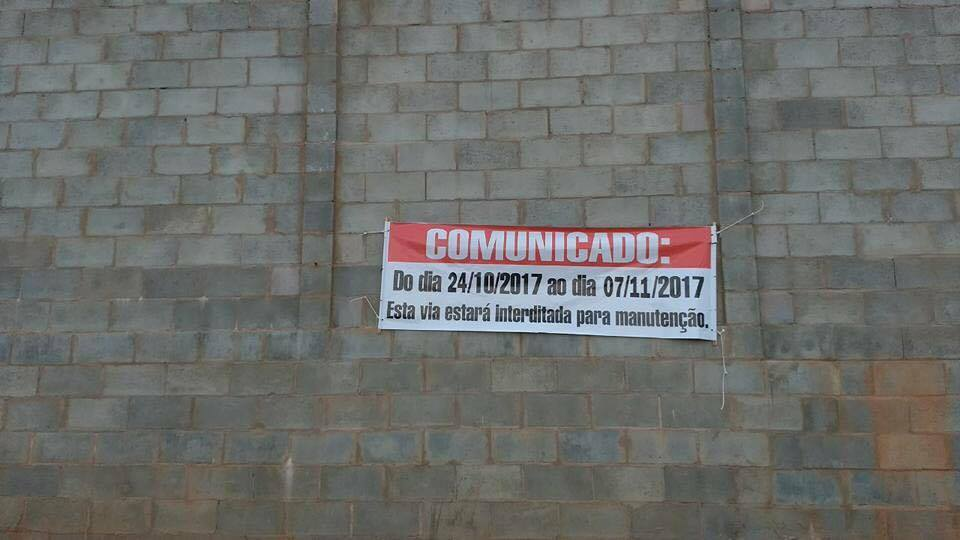 COMUNICADO:
Do dia 24/10/2017 ao dia 07/11/2017
Esta via estará interditada para manutenção.